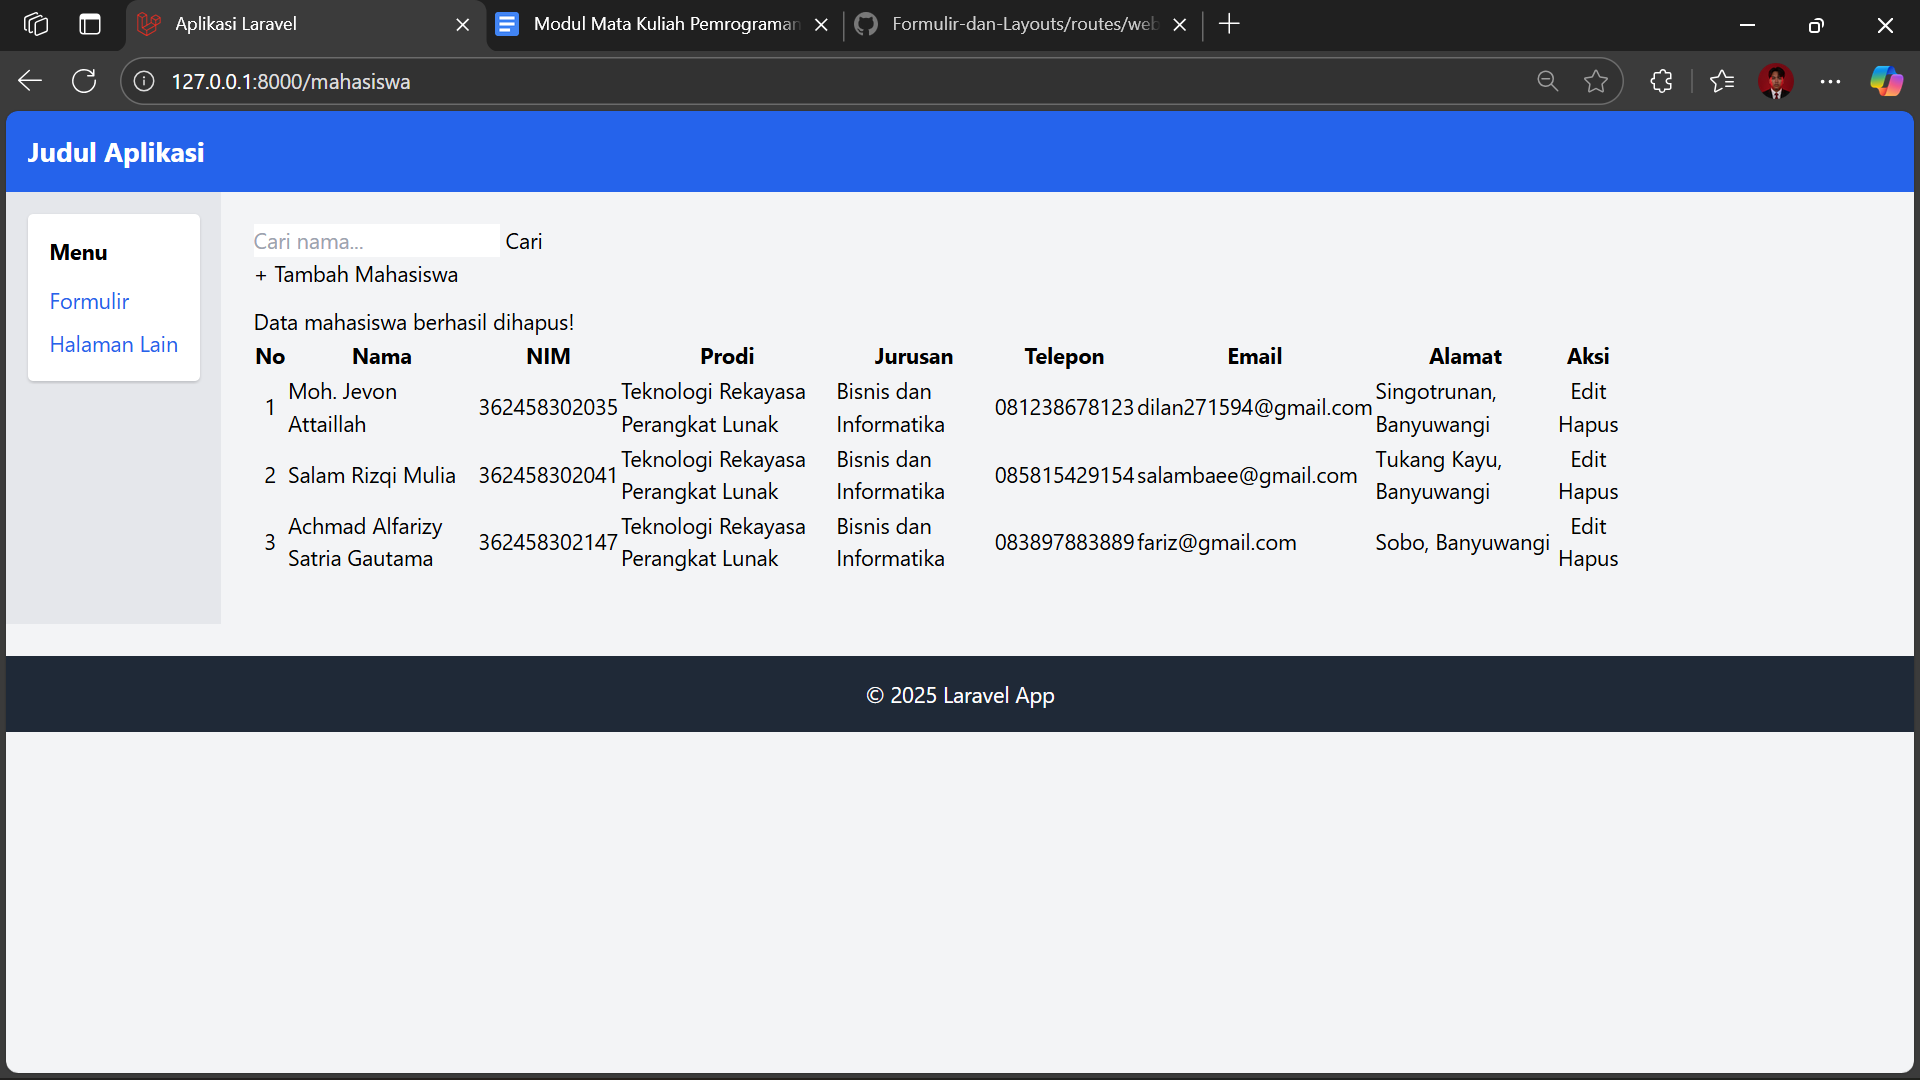 Aplikasi Laravel
Modul Mata Kuliah Pemrograman
Formulir-dan-Layouts/routes/web
127.0.0.1:8000/mahasiswa
Judul Aplikasi
Menu
Formulir
Halaman Lain
Cari nama... Cari
+ Tambah Mahasiswa
Data mahasiswa berhasil dihapus!
No Nama NIM Prodi Jurusan Telepon Email Alamat Aksi
1 Moh. Jevon Attaillah 362458302035 Teknologi Rekayasa Perangkat Lunak Bisnis dan Informatika 081238678123 dilan271594@gmail.com Singotrunan, Banyuwangi Edit Hapus
2 Salam Rizqi Mulia 362458302041 Teknologi Rekayasa Perangkat Lunak Bisnis dan Informatika 085815429154 salambaee@gmail.com Tukang Kayu, Banyuwangi Edit Hapus
3 Achmad Alfarizy Satria Gautama 362458302147 Teknologi Rekayasa Perangkat Lunak Bisnis dan Informatika 083897883889 fariz@gmail.com Sobo, Banyuwangi Edit Hapus
© 2025 Laravel App